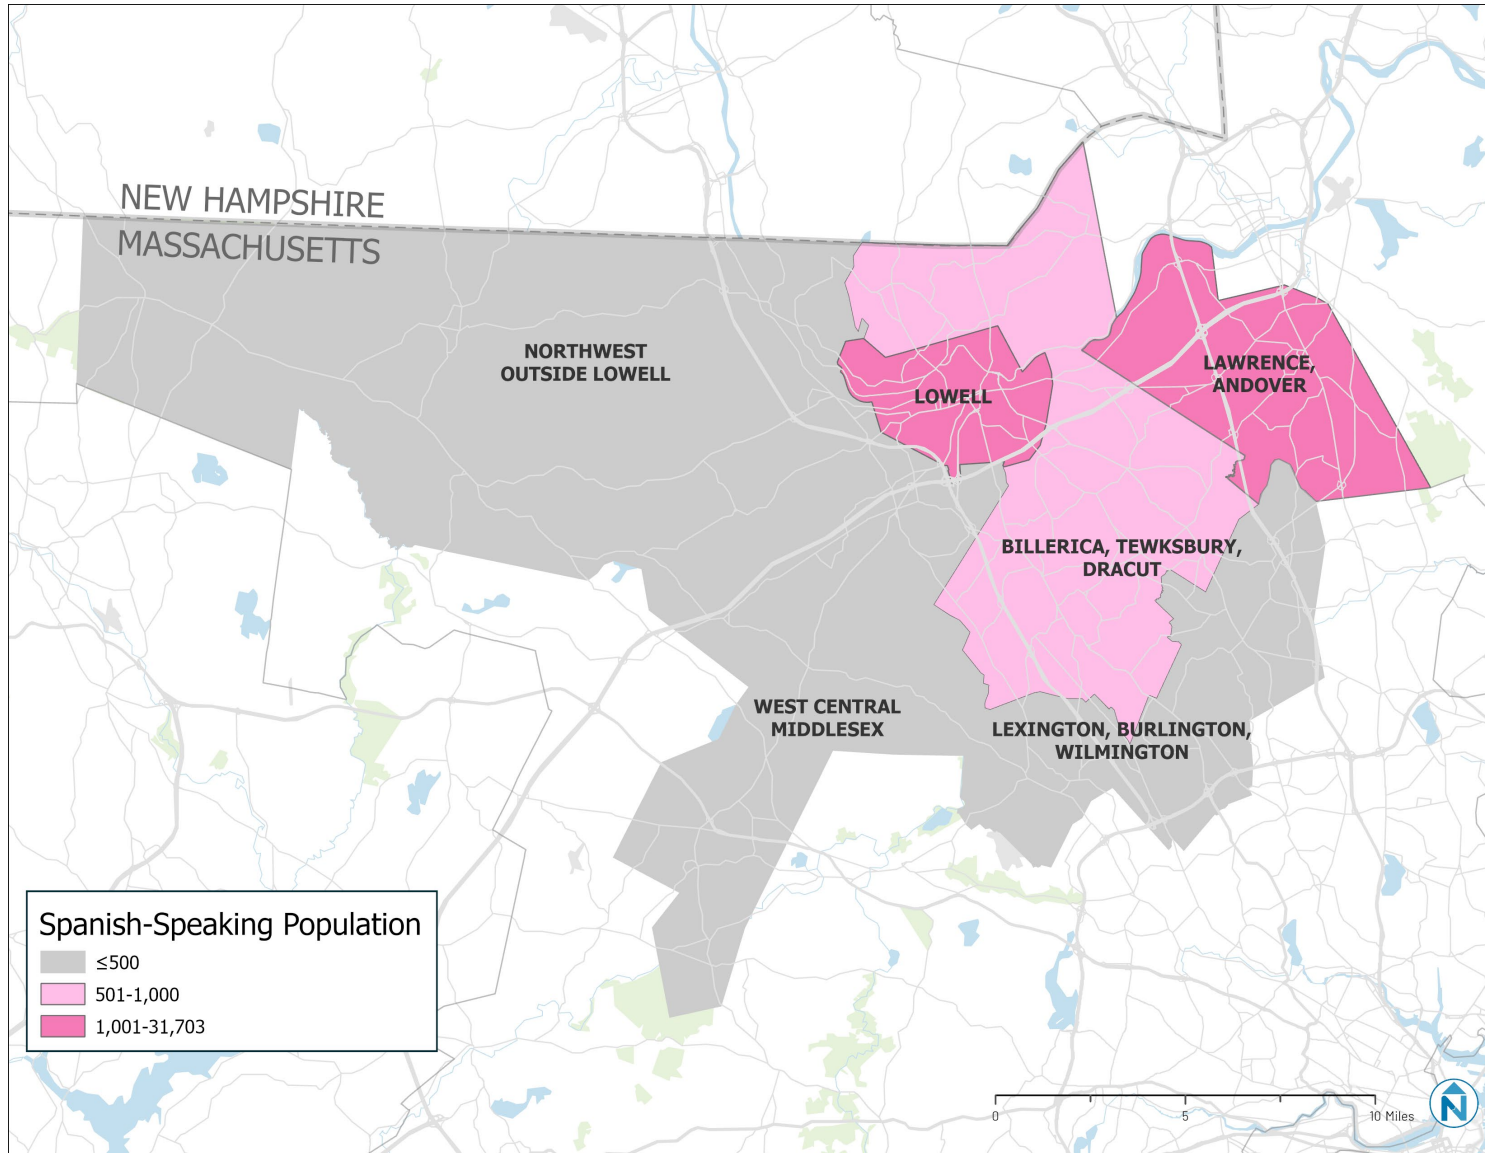 NEW HAMPSHIRE
MASSACHUSETTS
NORTHWEST
OUTSIDE LOWELL
LOWELL
LAWRENCE,
ANDOVER
BILLERICA, TEWKSBURY,
DRACUT
WEST CENTRAL
MIDDLESEX
LEXINGTON, BURLINGTON,
WILMINGTON
Spanish-Speaking Population
≤500
501-1,000
1,001-31,703
0 5 10 Miles
N